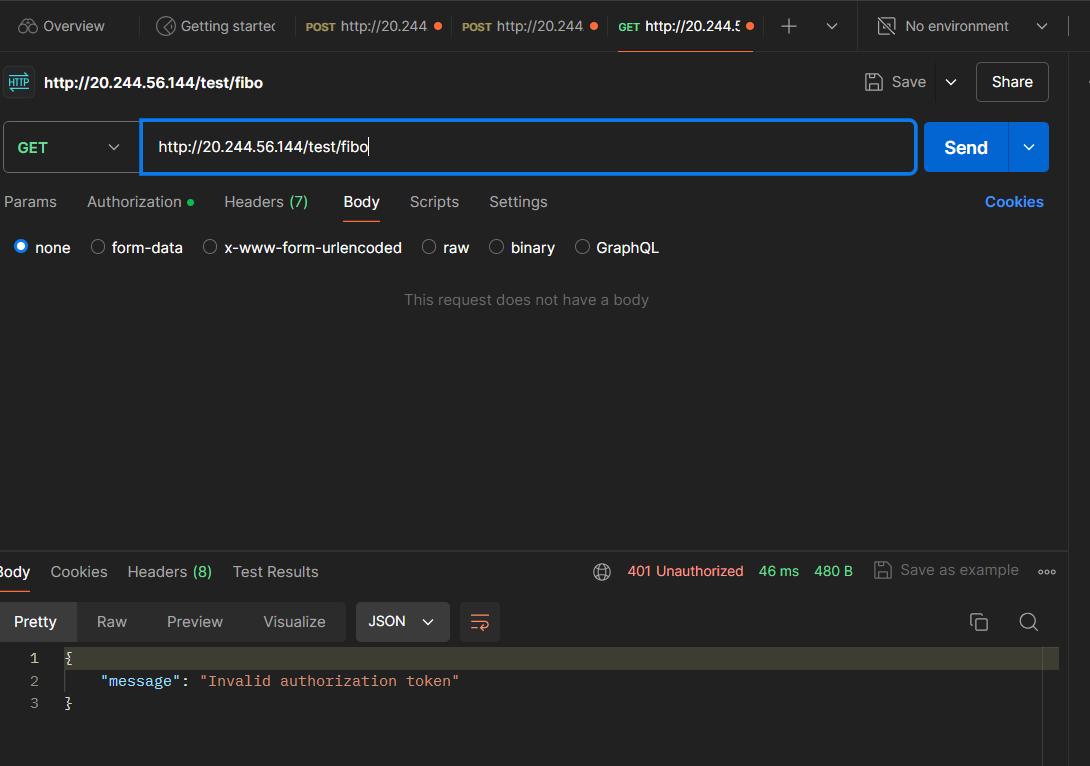 Overview Getting started POST http://20.244. POST http://20.244. GET http://20.244.5 No environment
HTTP http://20.244.56.144/test/fibo Save Share
GET http://20.244.56.144/test/fibo Send
Params Authorization Headers (7) Body Scripts Settings Cookies
none form-data x-www-form-urlencoded raw binary GraphQL
This request does not have a body
Body Cookies Headers (8) Test Results 401 Unauthorized 46 ms 480 B Save as example
Pretty Raw Preview Visualize JSON
1 {
2 "message": "Invalid authorization token"
3 }